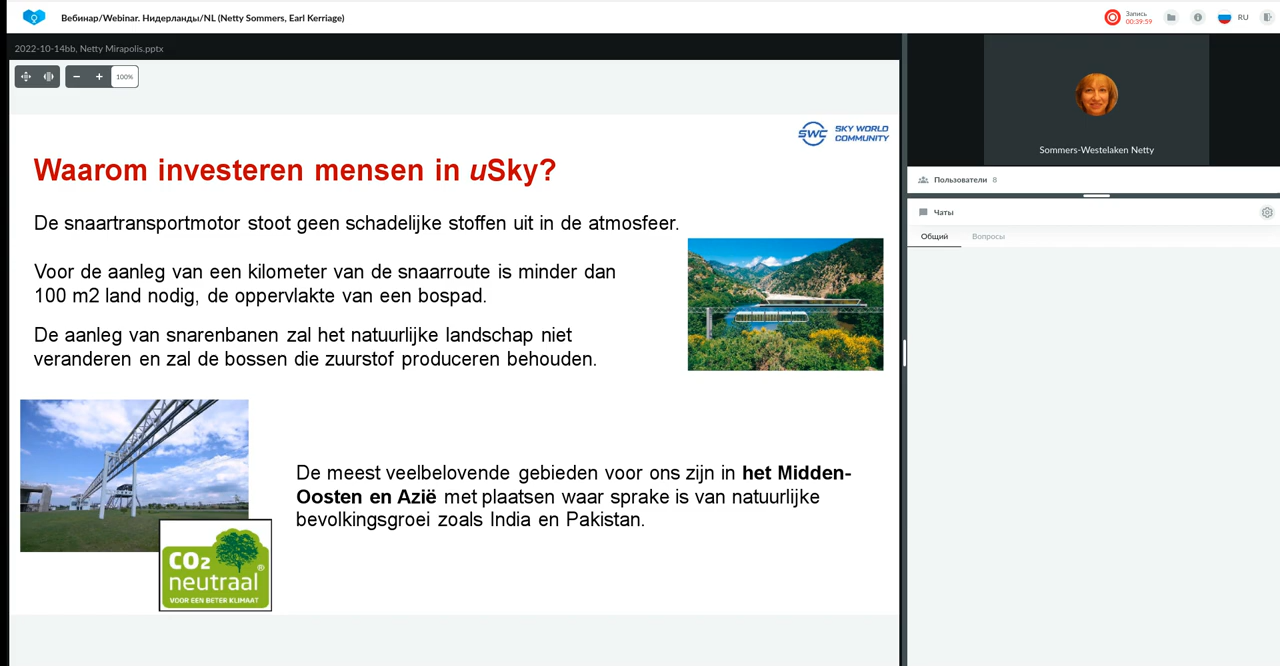 Вебинар/Webinar. Нидерланды/NL (Netty Sommers, Earl Kerriage)
Запись
00:39:59
RU
2022-10-14bb, Netty Mirapolis.pptx
100%
SWC SKY WORLD
COMMUNITY
Waarom investeren mensen in uSky?
De snaartransportmotor stoot geen schadelijke stoffen uit in de atmosfeer.
Voor de aanleg van een kilometer van de snaarroute is minder dan
100 m2 land nodig, de oppervlakte van een bospad.
De aanleg van snarenbanen zal het natuurlijke landschap niet
veranderen en zal de bossen die zuurstof produceren behouden.
De meest veelbelovende gebieden voor ons zijn in het Midden-
Oosten en Azië met plaatsen waar sprake is van natuurlijke
bevolkingsgroei zoals India en Pakistan.
CO2
neutraal®
VOOR EEN BETER KLIMAAT
Sommers-Westelaken Netty
Пользователи 8
Чаты
Общий Вопросы